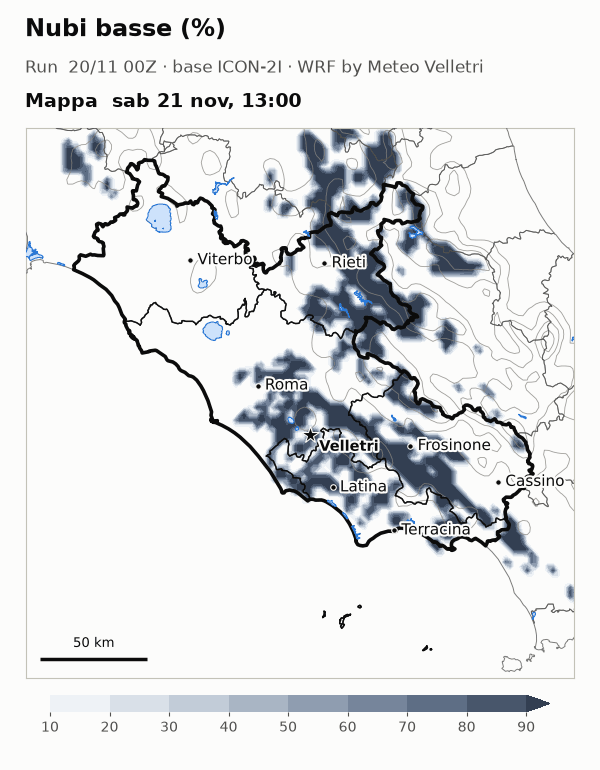 Nubi basse (%)
Run  20/11 00Z · base ICON-2I · WRF by Meteo Velletri
Mappa  sab 21 nov, 13:00
Viterbo
Rieti
Roma
Velletri
Frosinone
Cassino
Latina
Terracina
50 km
10 20 30 40 50 60 70 80 90